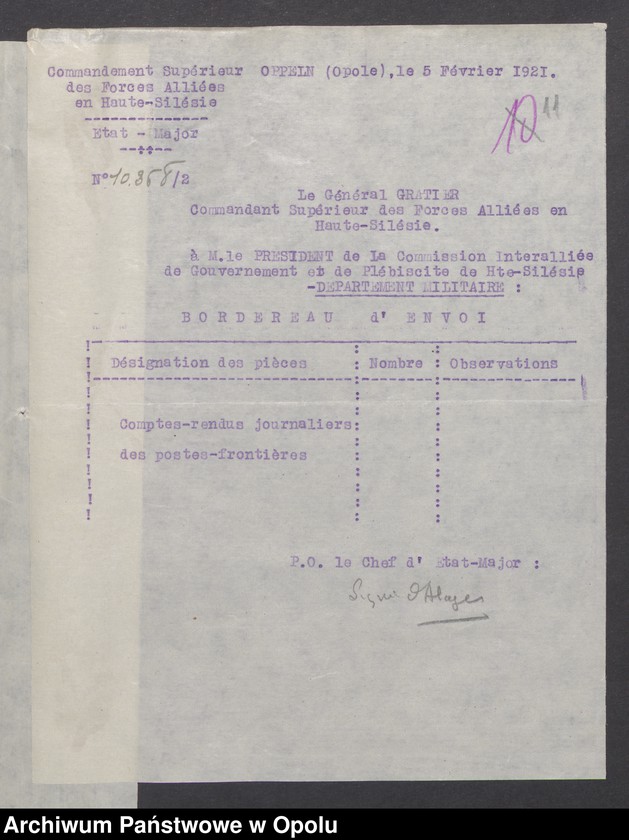 Commandement Supérieur OPPELN (Opole),le 5 Février 1921.
des Forces Alliées
en Haute-Silésie
Etat - Major
N° /2
10 11
Le Général GRATIER
Commandant Supérieur des Forces Alliées en
Haute-Silésie.
à M.le PRESIDENT de La Commission Interalliée
de Gouvernement et de Plébiscite de Hte-Silésie
-DEPARTEMENT MILITAIRE :
BORDEREAU d' ENVOI
Désignation des pièces : Nombre : Observations
Comptes-rendus journaliers:
des postes-frontières
P.O. le Chef d' Etat-Major :
Signé
Archiwum Państwowe w Opolu